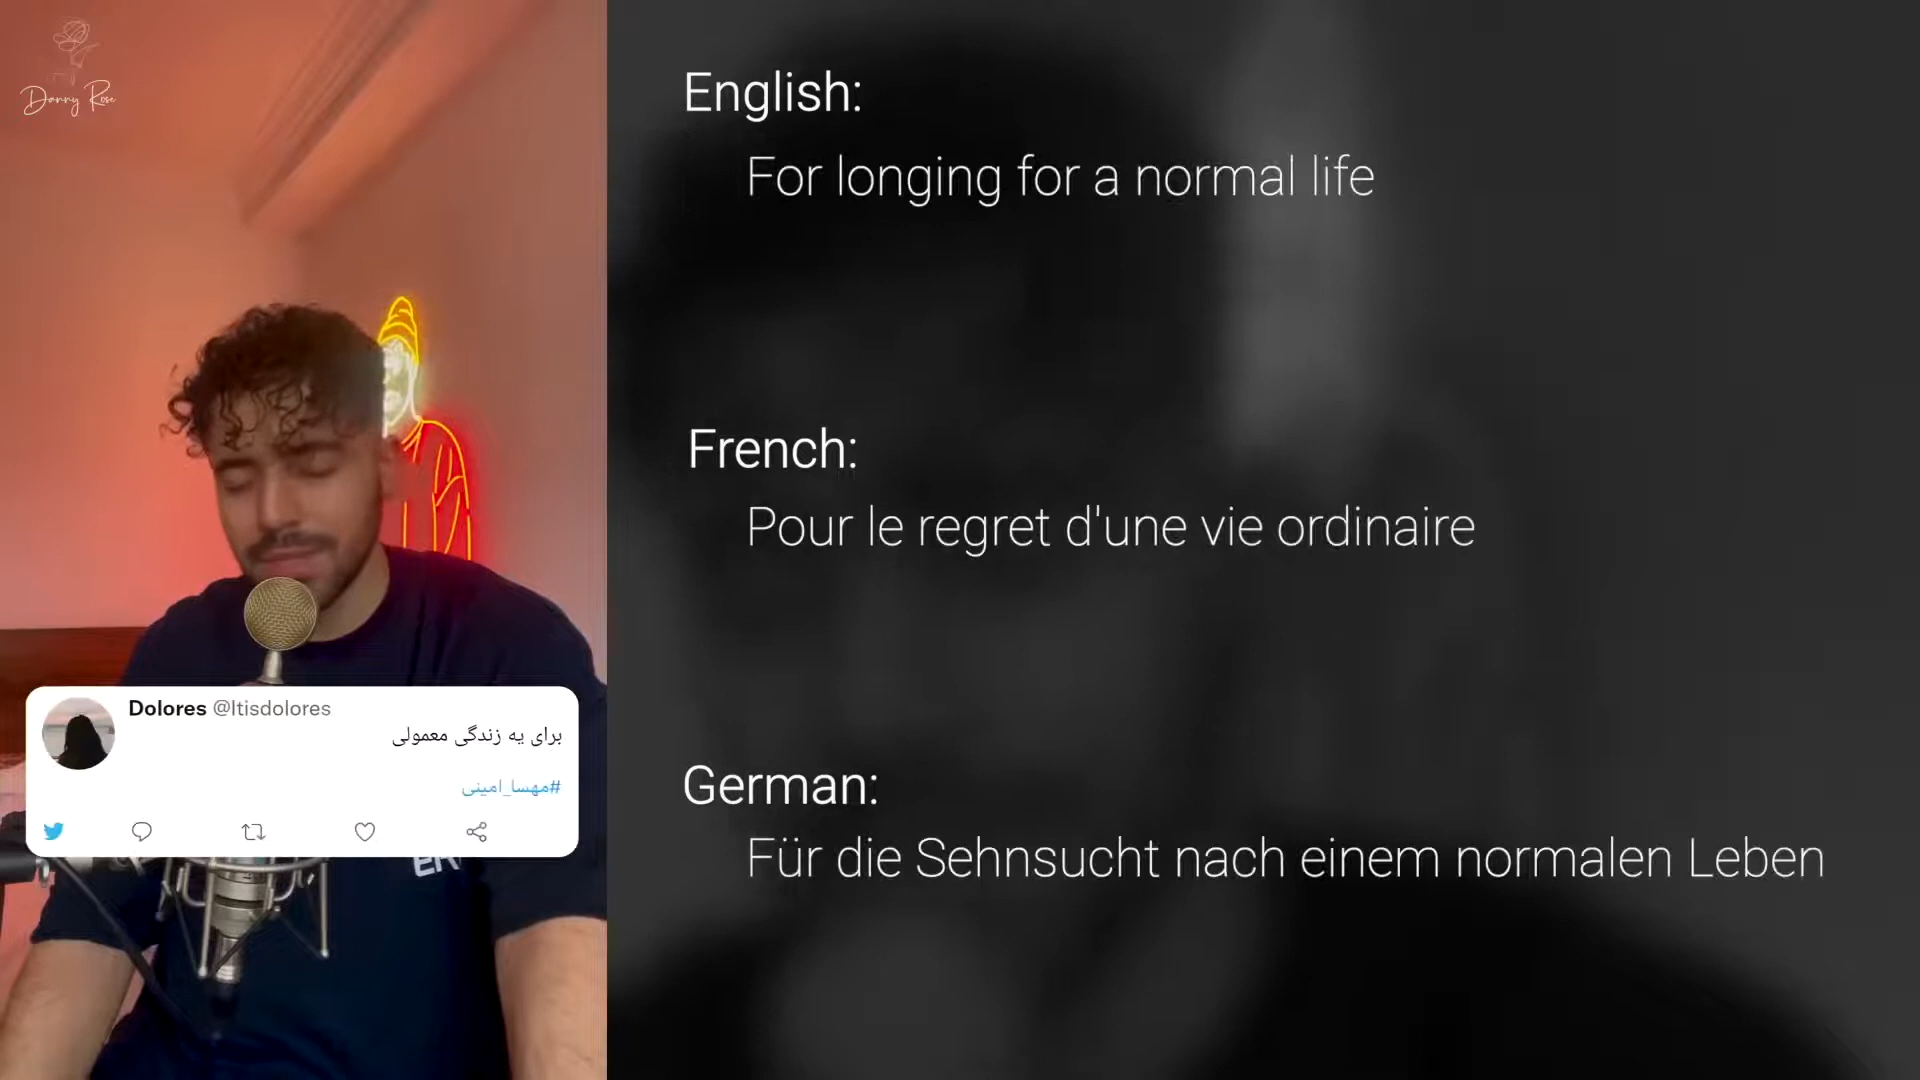 Danny Rose
English:
For longing for a normal life
French:
Pour le regret d'une vie ordinaire
German:
Für die Sehnsucht nach einem normalen Leben
Dolores @Itisdolores
برای یه زندگی معمولی
#مهسا_امینی
ER